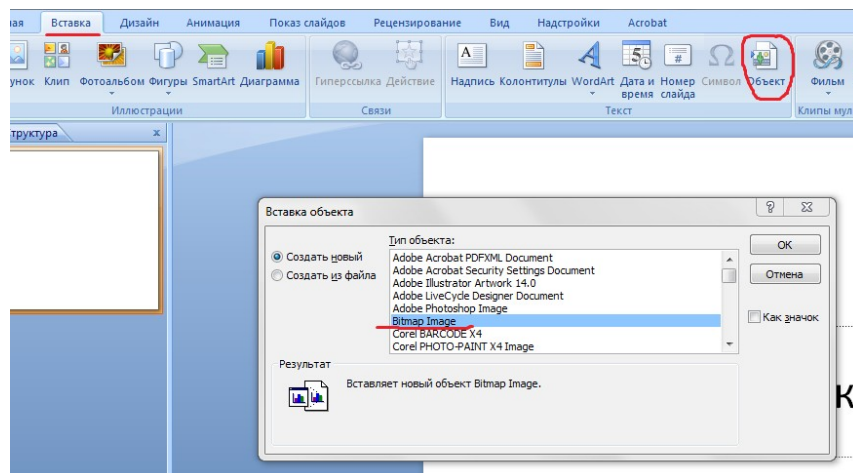 ная Вставка Дизайн Анимация Показ слайдов Рецензирование Вид Надстройки Acrobat
унок Клип Фотоальбом Фигуры SmartArt Диаграмма Гиперссылка Действие Надпись Колонтитулы WordArt Дата и время Номер слайда Символ Объект Фильм
Иллюстрации Связи Текст Клипы мул
труктура x
Вставка объекта
Тип объекта:
Создать новый
Создать из файла
Adobe Acrobat PDFXML Document
Adobe Acrobat Security Settings Document
Adobe Illustrator Artwork 14.0
Adobe LiveCycle Designer Document
Adobe Photoshop Image
Bitmap Image
Corel BARCODE X4
Corel PHOTO-PAINT X4 Image
ОК
Отмена
Как значок
Результат
Вставляет новый объект Bitmap Image.
К